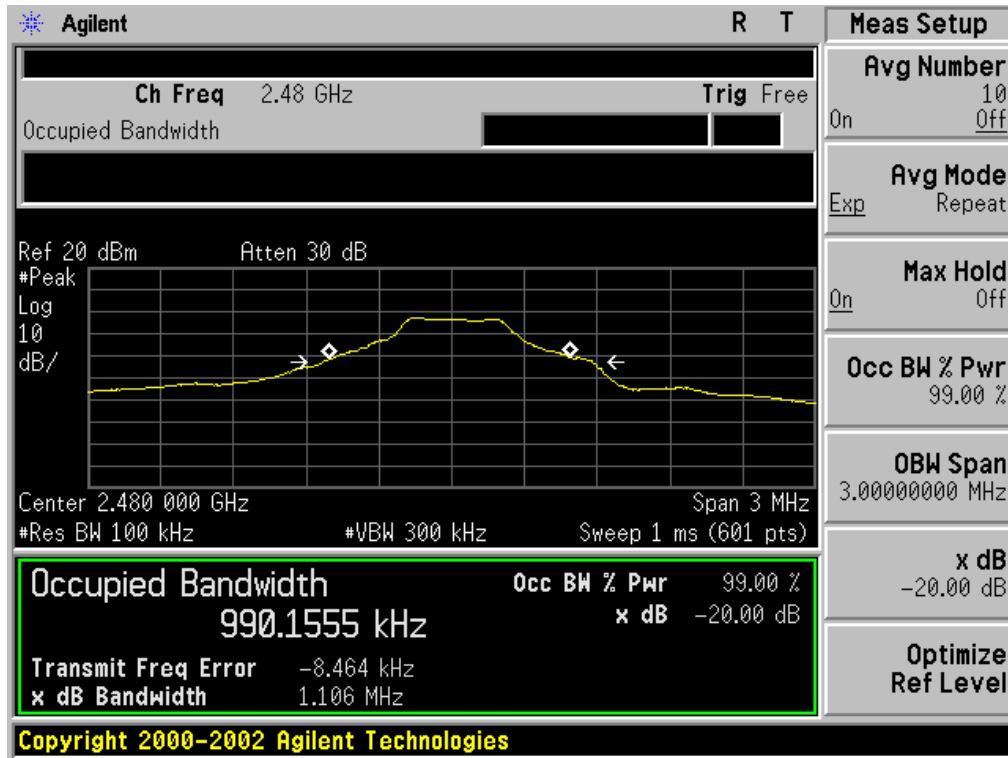 Agilent R T
Ch Freq 2.48 GHz Trig Free
Occupied Bandwidth
Ref 20 dBm Atten 30 dB
#Peak
Log
10
dB/
Center 2.480 000 GHz Span 3 MHz
#Res BW 100 kHz #VBW 300 kHz Sweep 1 ms (601 pts)
Occupied Bandwidth Occ BW % Pwr 99.00 %
990.1555 kHz x dB -20.00 dB
Transmit Freq Error -8.464 kHz
x dB Bandwidth 1.106 MHz
Copyright 2000-2002 Agilent Technologies
Meas Setup
Avg Number
10
On Off
Avg Mode
Exp Repeat
Max Hold
On Off
Occ BW % Pwr
99.00 %
OBW Span
3.00000000 MHz
x dB
-20.00 dB
Optimize
Ref Level